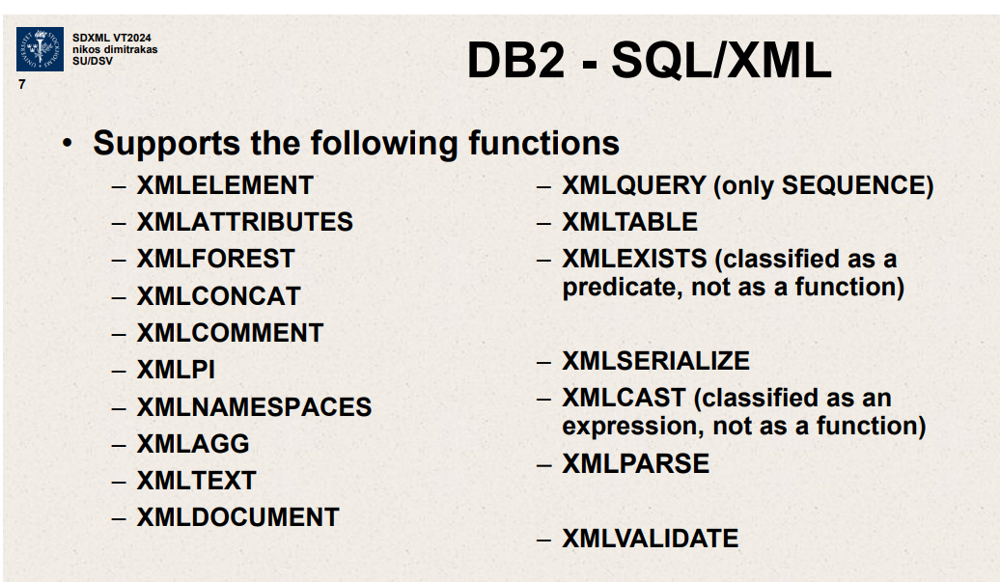 SDXML VT2024
nikos dimitrakas
SU/DSV
7
DB2 - SQL/XML
• Supports the following functions
– XMLELEMENT
– XMLATTRIBUTES
– XMLFOREST
– XMLCONCAT
– XMLCOMMENT
– XMLPI
– XMLNAMESPACES
– XMLAGG
– XMLTEXT
– XMLDOCUMENT
– XMLQUERY (only SEQUENCE)
– XMLTABLE
– XMLEXISTS (classified as a
predicate, not as a function)
– XMLSERIALIZE
– XMLCAST (classified as an
expression, not as a function)
– XMLPARSE
– XMLVALIDATE